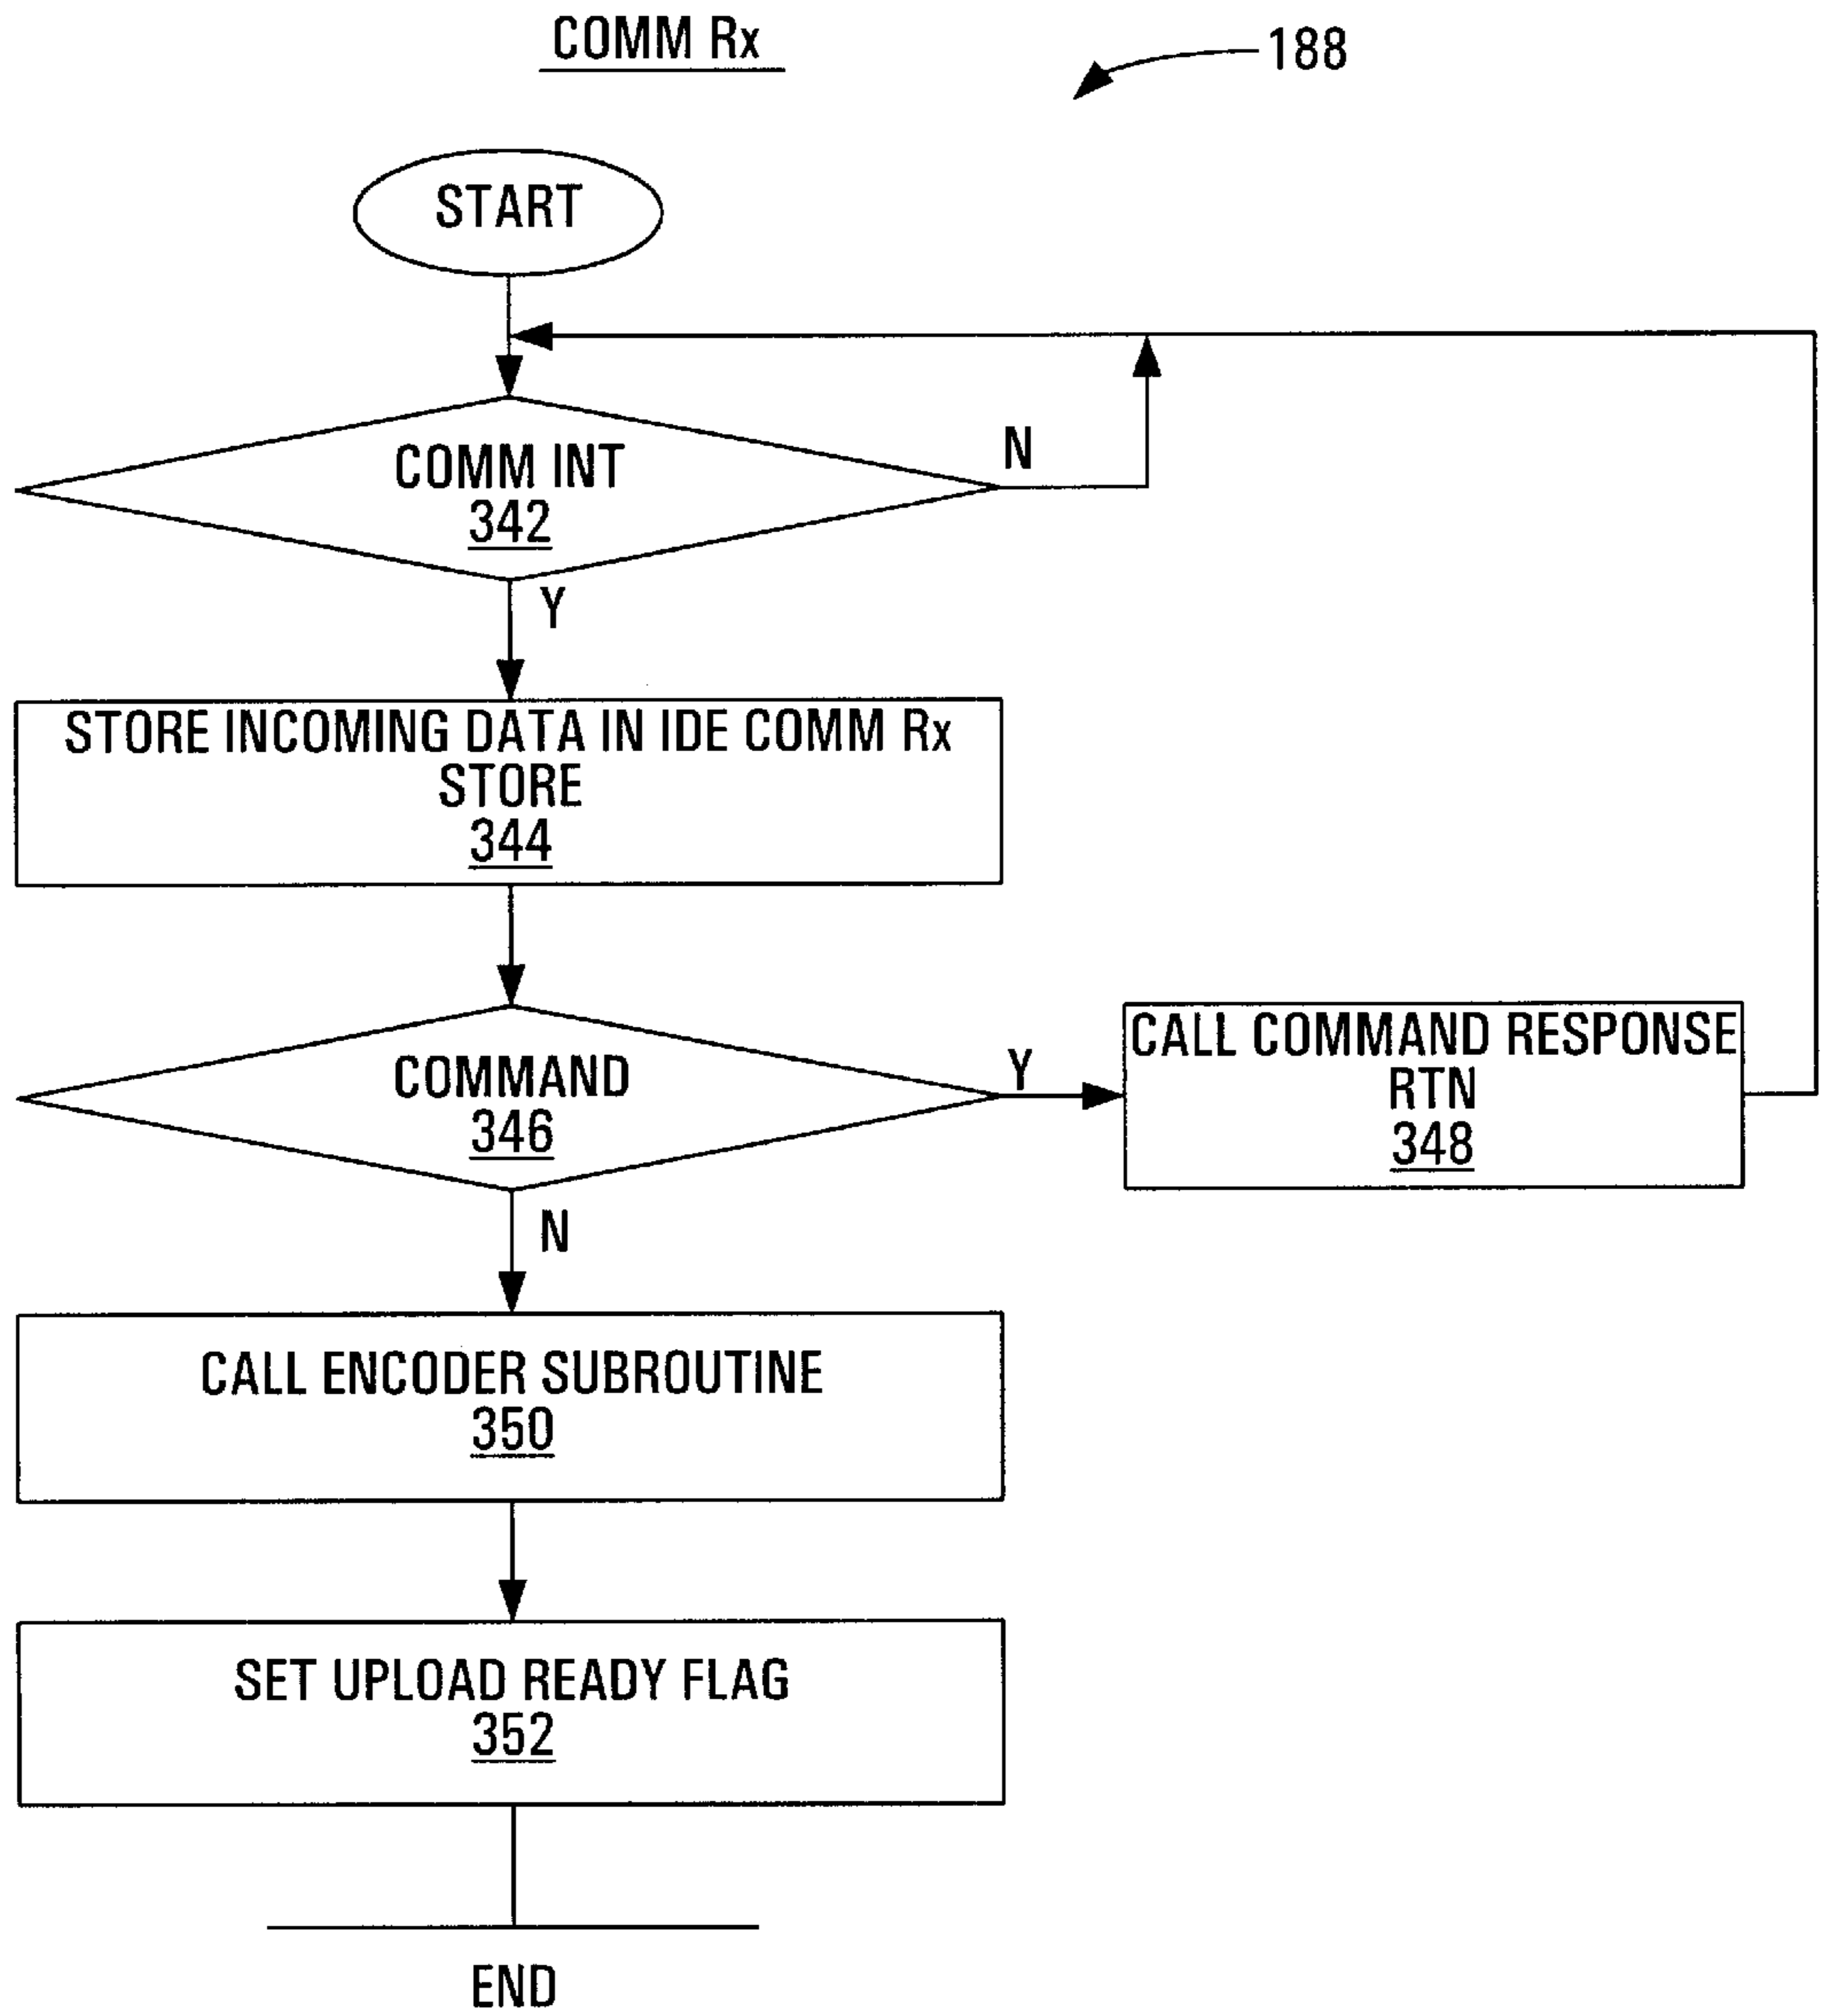 COMM Rx
188
START
COMM INT
342
N
Y
STORE INCOMING DATA IN IDE COMM Rx
STORE
344
COMMAND
346
Y
CALL COMMAND RESPONSE
RTN
348
N
CALL ENCODER SUBROUTINE
350
SET UPLOAD READY FLAG
352
END